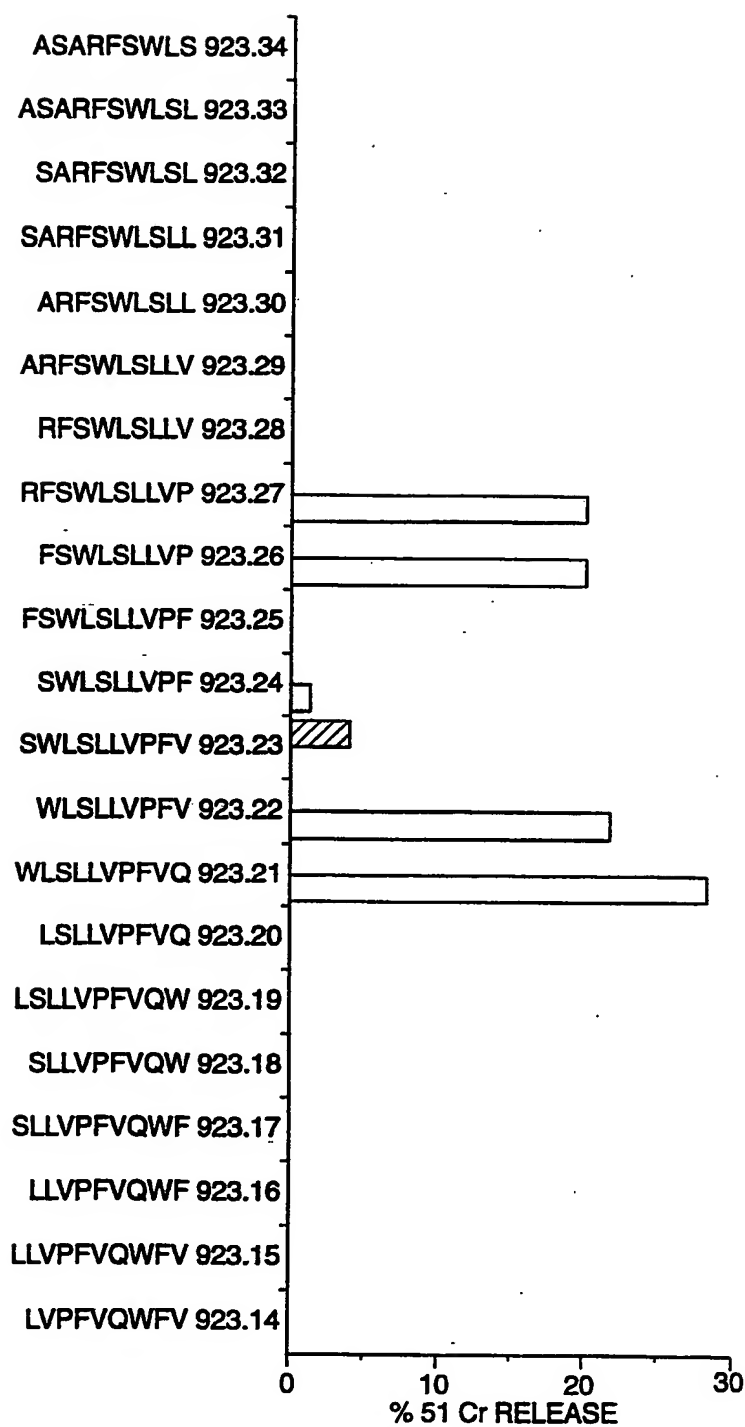 ASARFSWLS 923.34
ASARFSWLSL 923.33
SARFSWLSL 923.32
SARFSWLSLL 923.31
ARFSWLSLL 923.30
ARFSWLSLLV 923.29
RFSWLSLLV 923.28
RFSWLSLLVP 923.27
FSWLSLLVP 923.26
FSWLSLLVPF 923.25
SWLSLLVPF 923.24
SWLSLLVPFV 923.23
WLSLLVPFV 923.22
WLSLLVPFVQ 923.21
LSLLVPFVQ 923.20
LSLLVPFVQW 923.19
SLLVPFVQW 923.18
SLLVPFVQWF 923.17
LLVPFVQWF 923.16
LLVPFVQWFV 923.15
LVPFVQWFV 923.14
0 10 20 30
% 51 Cr RELEASE